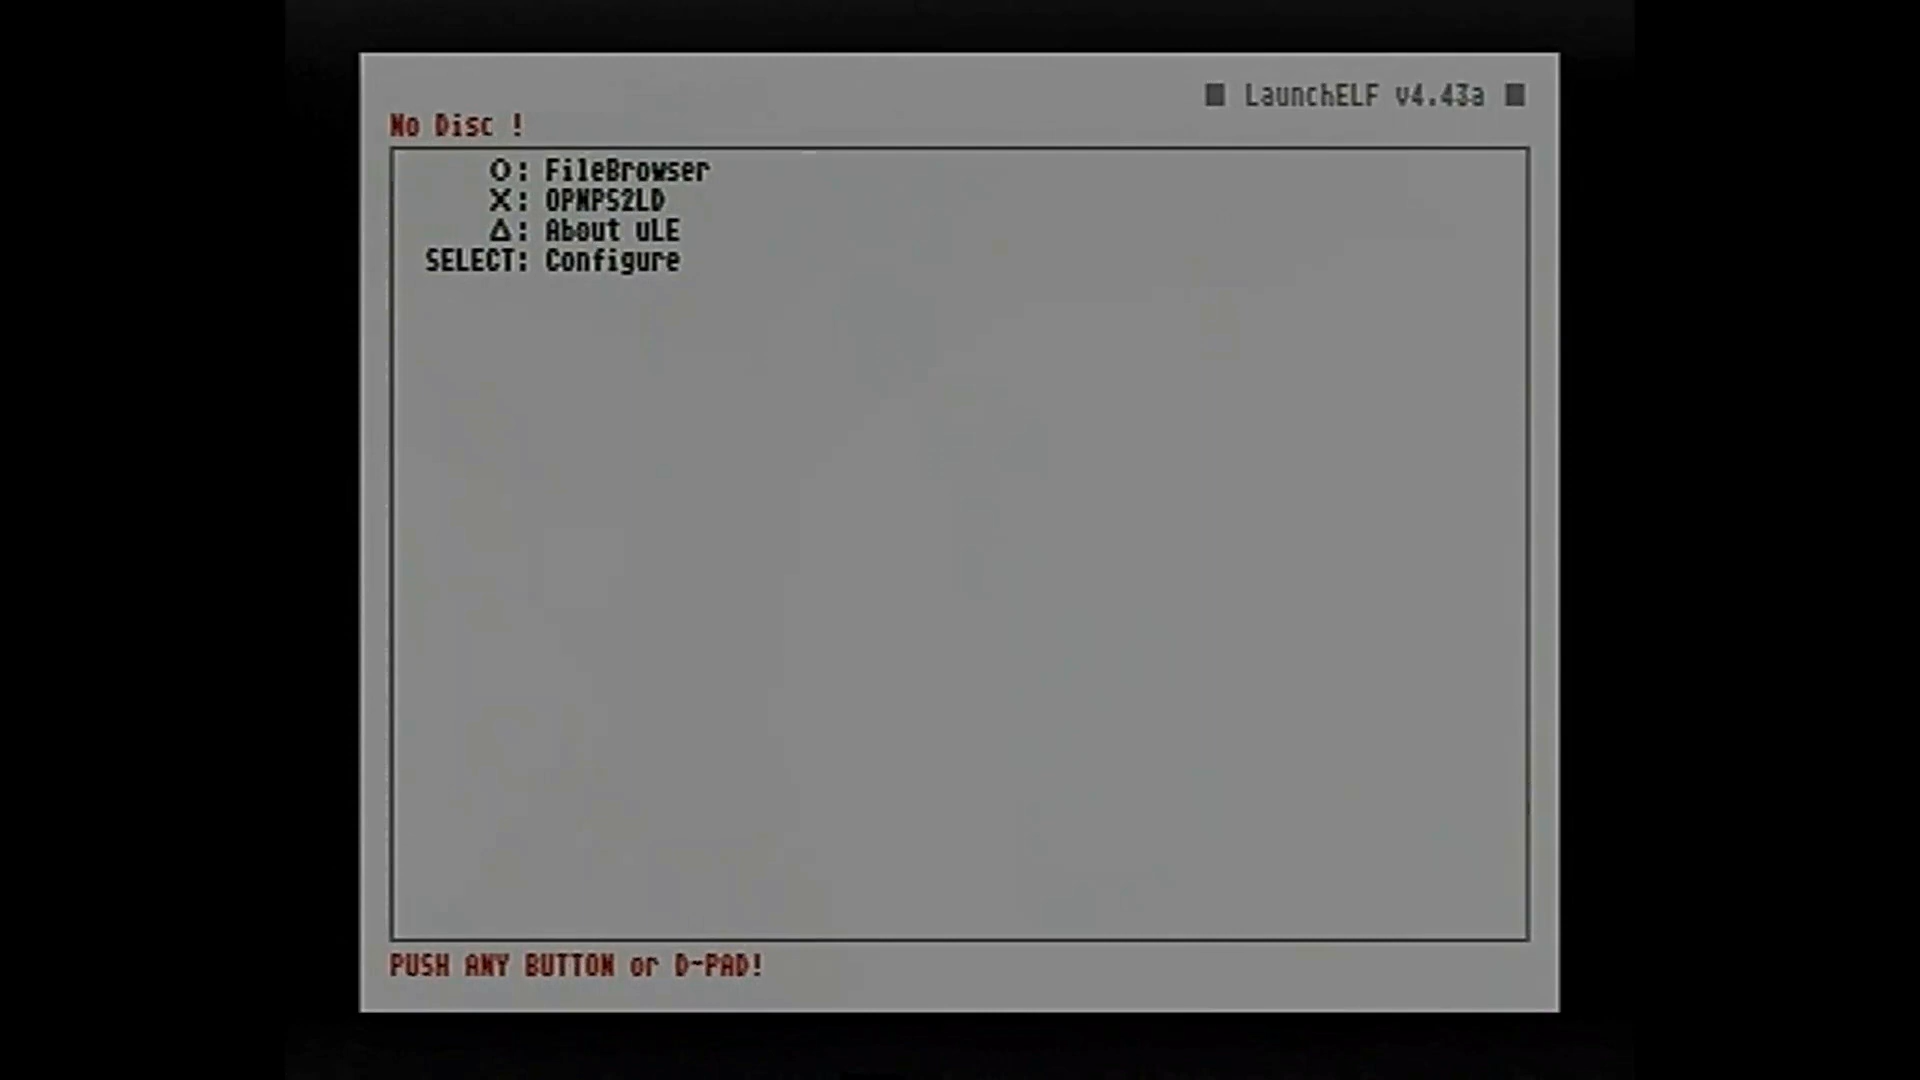 ■ LaunchELF v4.43a ■
No Disc !
O: FileBrowser
X: OPNPS2LD
Δ: About uLE
SELECT: Configure
PUSH ANY BUTTON or D-PAD!